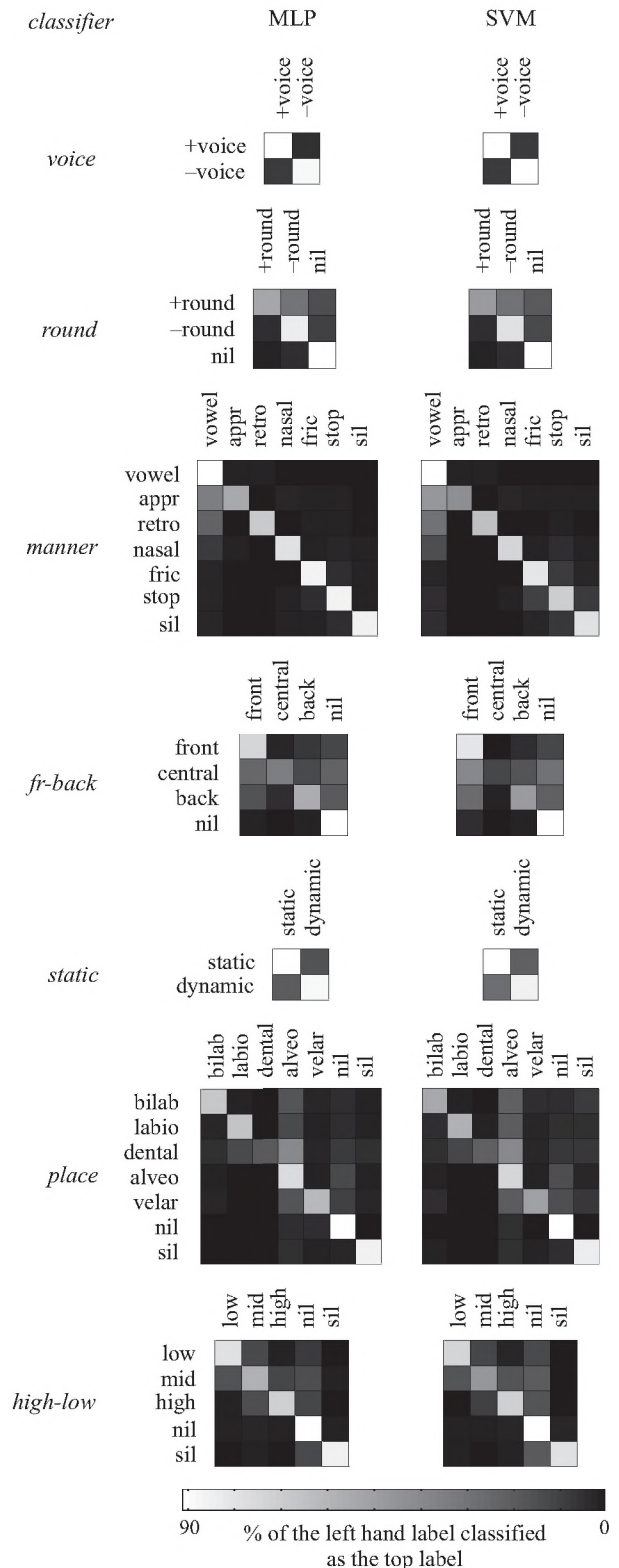 classifier MLP SVM
+voice –voice +voice –voice
voice
+voice
–voice
+round –round nil +round –round nil
round
+round
–round
nil
vowel appr retro nasal fric stop sil vowel appr retro nasal fric stop sil
manner
vowel
appr
retro
nasal
fric
stop
sil
front central back nil front central back nil
fr-back
front
central
back
nil
static dynamic static dynamic
static
static
dynamic
bilab labio dental alveo velar nil sil bilab labio dental alveo velar nil sil
place
bilab
labio
dental
alveo
velar
nil
sil
low mid high nil sil low mid high nil sil
high-low
low
mid
high
nil
sil
90 0
% of the left hand label classified
as the top label